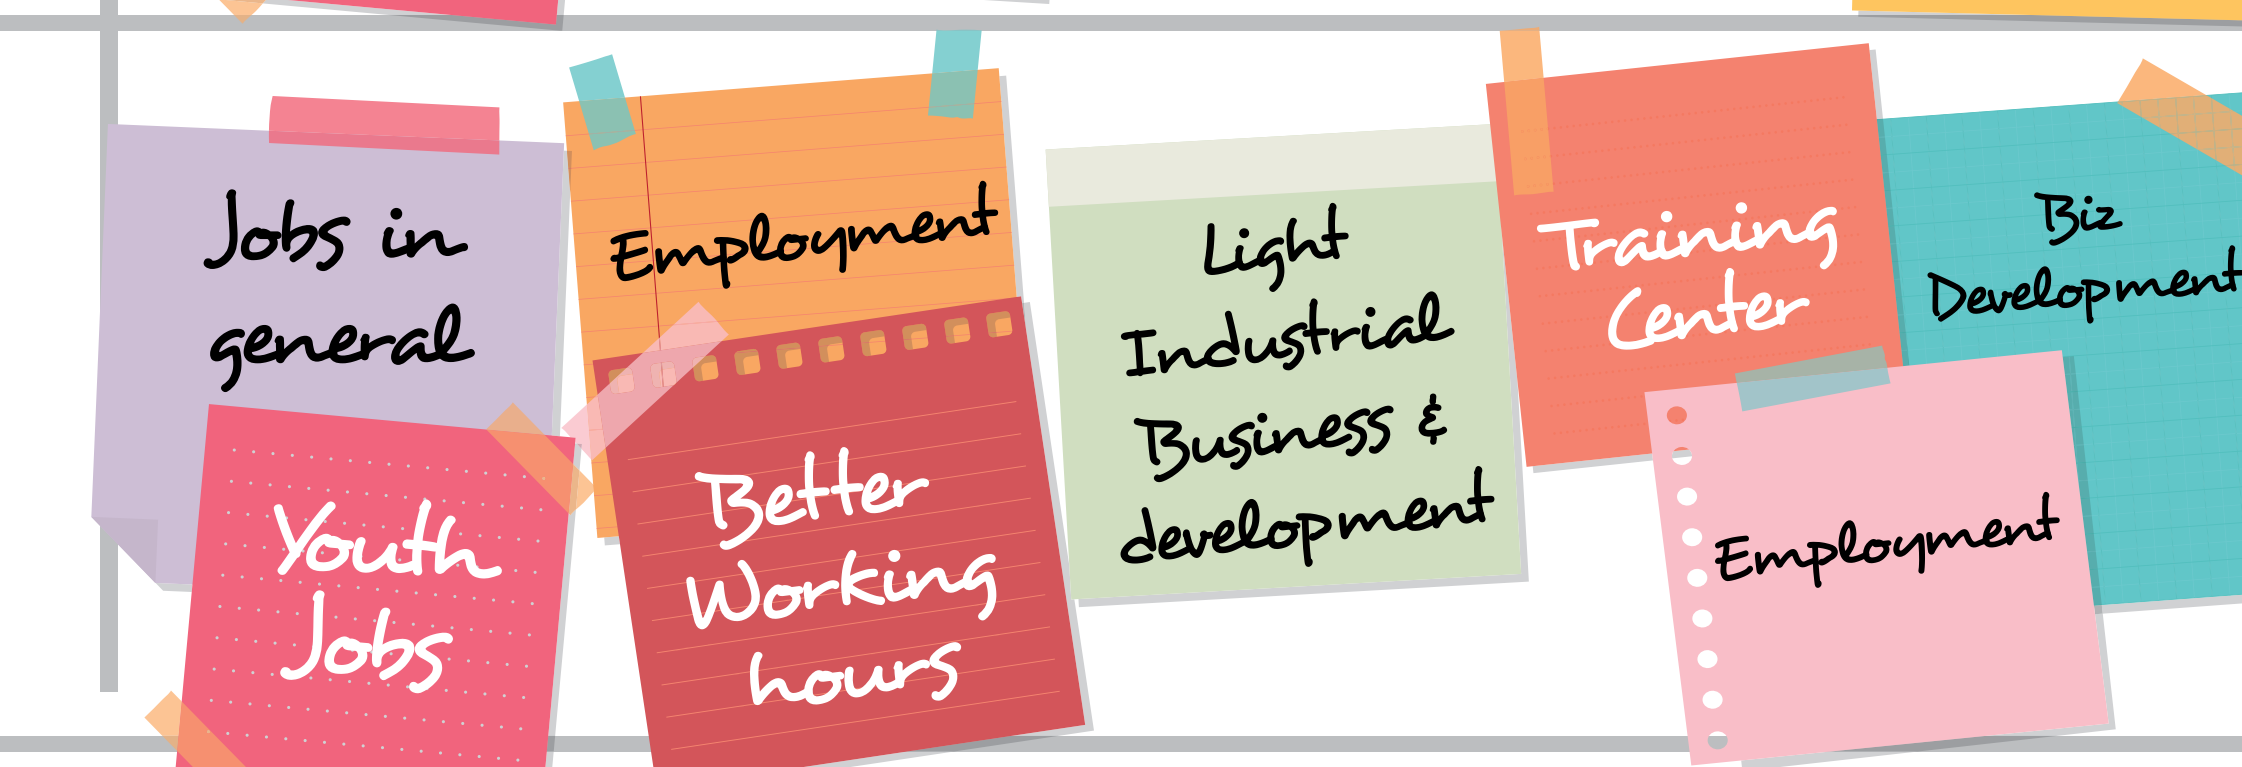 Jobs in
general
Youth
Jobs
Employment
Better
Working
hours
Light
Industrial
Business &
development
Training
Center
Biz
Development
Employment